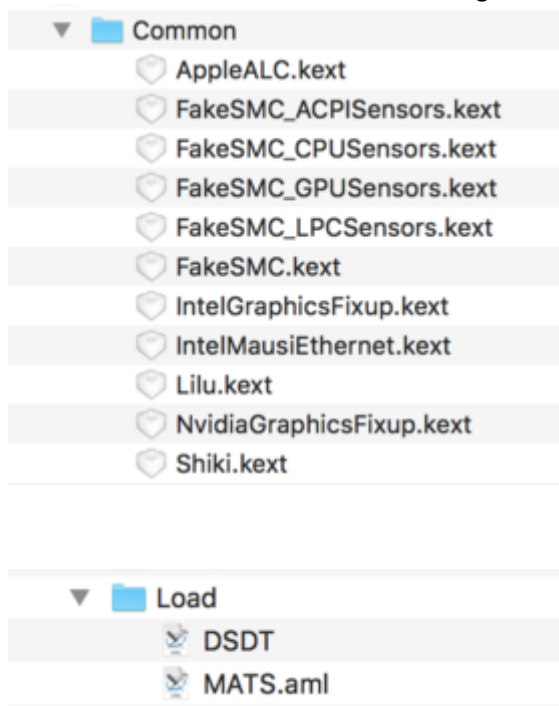 Common
AppleALC.kext
FakeSMC_ACPISensors.kext
FakeSMC_CPUSensors.kext
FakeSMC_GPUSensors.kext
FakeSMC_LPCSensors.kext
FakeSMC.kext
IntelGraphicsFixup.kext
IntelMausiEthernet.kext
Lilu.kext
NvidiaGraphicsFixup.kext
Shiki.kext
Load
DSDT
MATS.aml